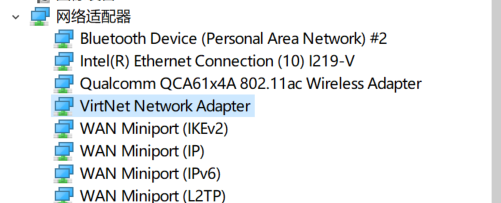 网络适配器
Bluetooth Device (Personal Area Network) #2
Intel(R) Ethernet Connection (10) I219-V
Qualcomm QCA61x4A 802.11ac Wireless Adapter
VirtNet Network Adapter
WAN Miniport (IKEv2)
WAN Miniport (IP)
WAN Miniport (IPv6)
WAN Miniport (L2TP)